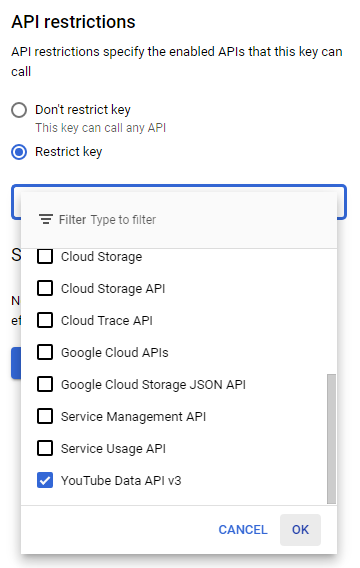 API restrictions
API restrictions specify the enabled APIs that this key can
call
Don't restrict key
This key can call any API
Restrict key
Filter Type to filter
S
Cloud Storage
N
Cloud Storage API
ef
Cloud Trace API
Google Cloud APIs
Google Cloud Storage JSON API
Service Management API
Service Usage API
YouTube Data API v3
CANCEL OK